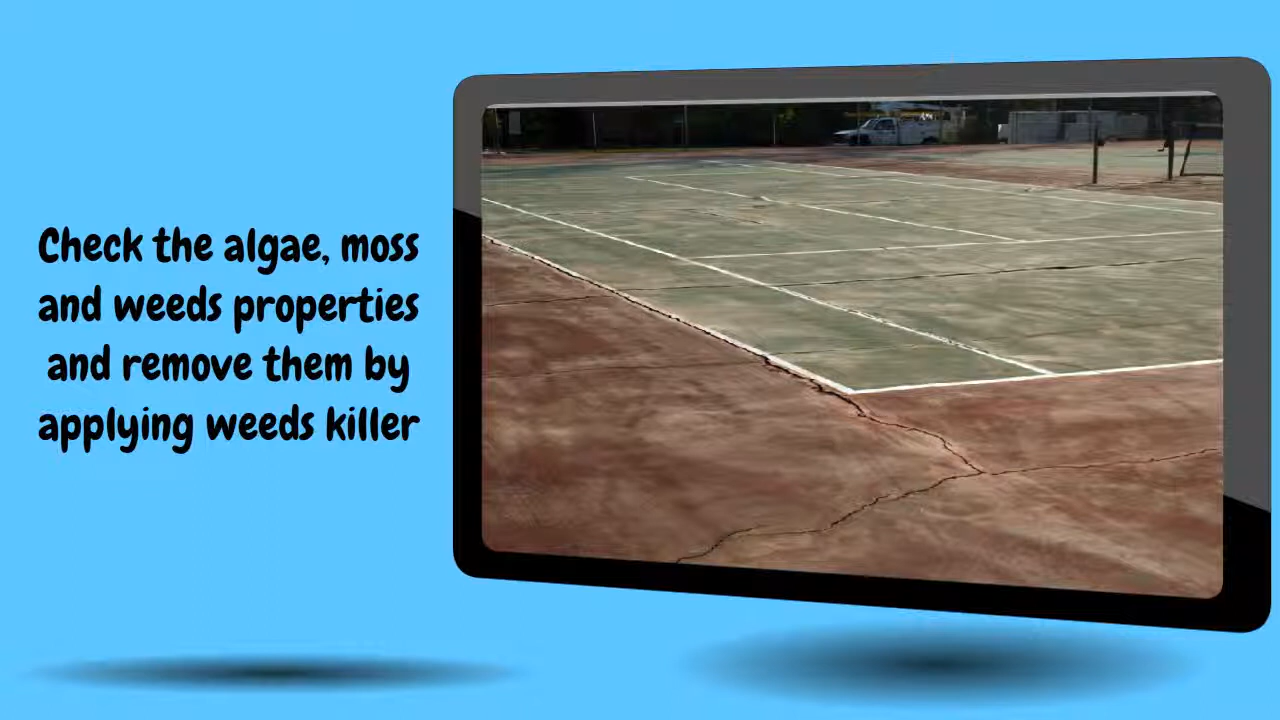 Check the algae, moss
and weeds properties
and remove them by
applying weeds killer